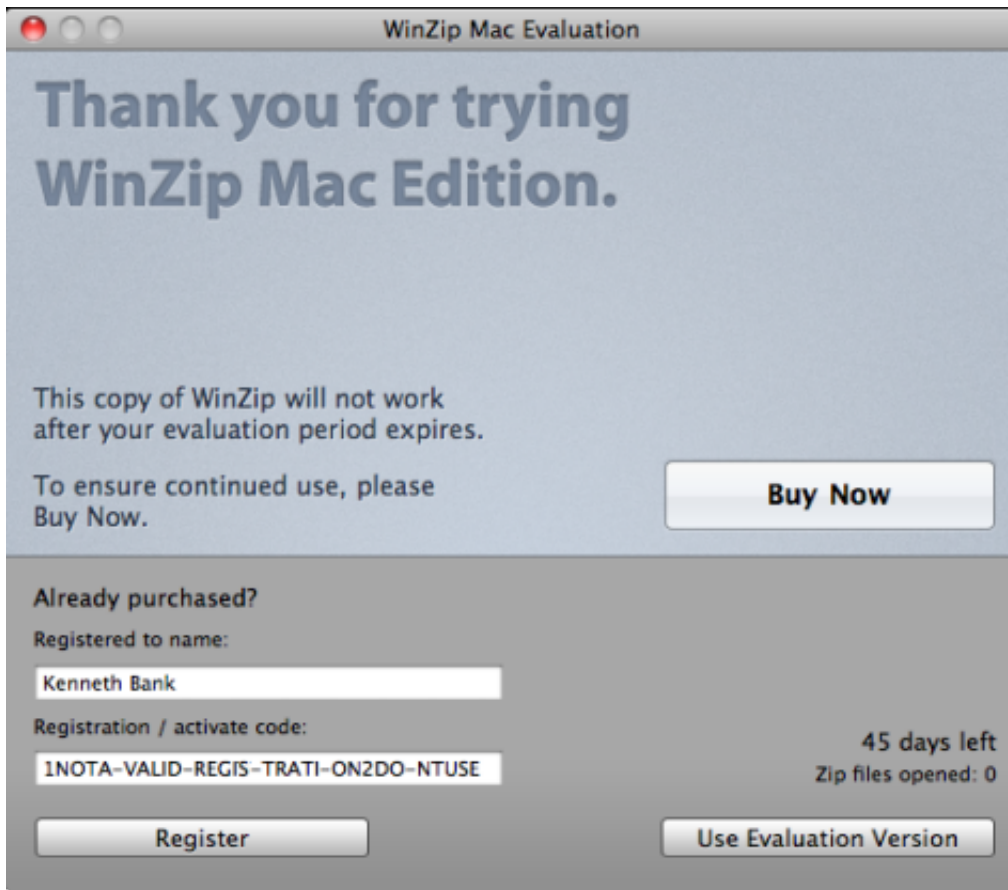 WinZip Mac Evaluation
Thank you for trying
WinZip Mac Edition.
This copy of WinZip will not work
after your evaluation period expires.
To ensure continued use, please
Buy Now.
Buy Now
Already purchased?
Registered to name:
Kenneth Bank
Registration / activate code:
1NOTA-VALID-REGIS-TRATI-ON2DO-NTUSE
45 days left
Zip files opened: 0
Register
Use Evaluation Version